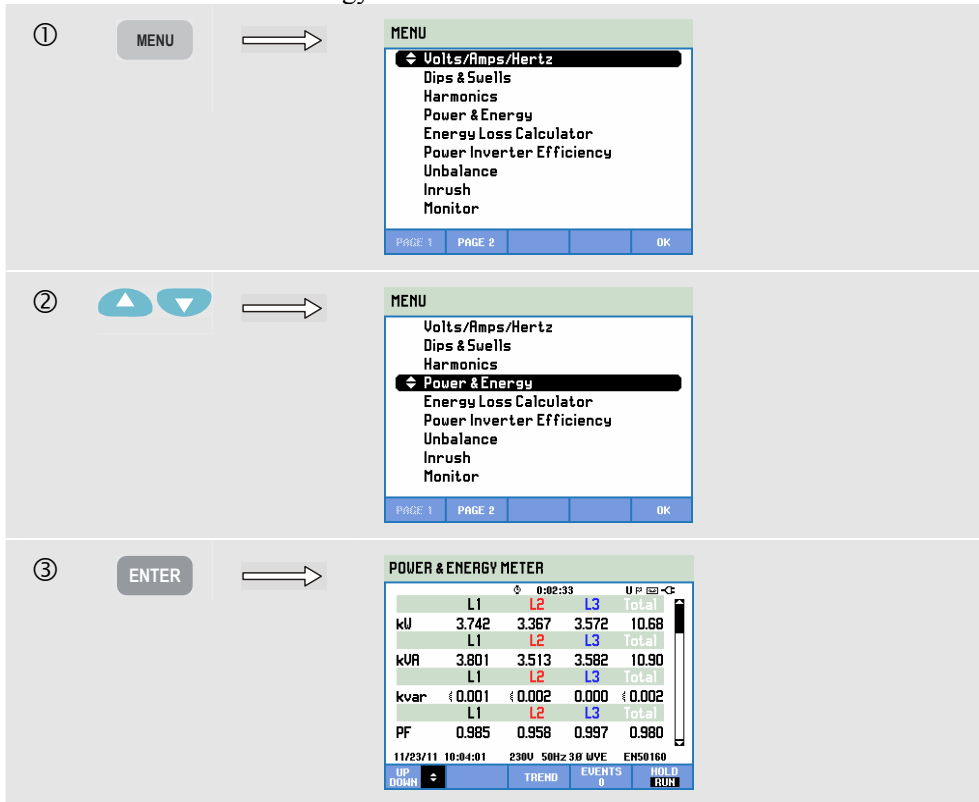 ①
MENU
MENU
Volts/Amps/Hertz
Dips & Swells
Harmonics
Power & Energy
Energy Loss Calculator
Power Inverter Efficiency
Unbalance
Inrush
Monitor
PAGE 1 PAGE 2 OK
②
MENU
Volts/Amps/Hertz
Dips & Swells
Harmonics
Power & Energy
Energy Loss Calculator
Power Inverter Efficiency
Unbalance
Inrush
Monitor
PAGE 1 PAGE 2 OK
③
ENTER
POWER & ENERGY METER
0:02:33 U
L1 L2 L3 Total
kW 3.742 3.367 3.572 10.68
L1 L2 L3 Total
kVA 3.801 3.513 3.582 10.90
L1 L2 L3 Total
kvar 0.001 0.002 0.000 0.002
L1 L2 L3 Total
PF 0.985 0.958 0.997 0.980
11/23/11 10:04:01 230V 50Hz 3Ø WYE EN50160
UP DOWN TREND EVENTS 0 HOLD RUN